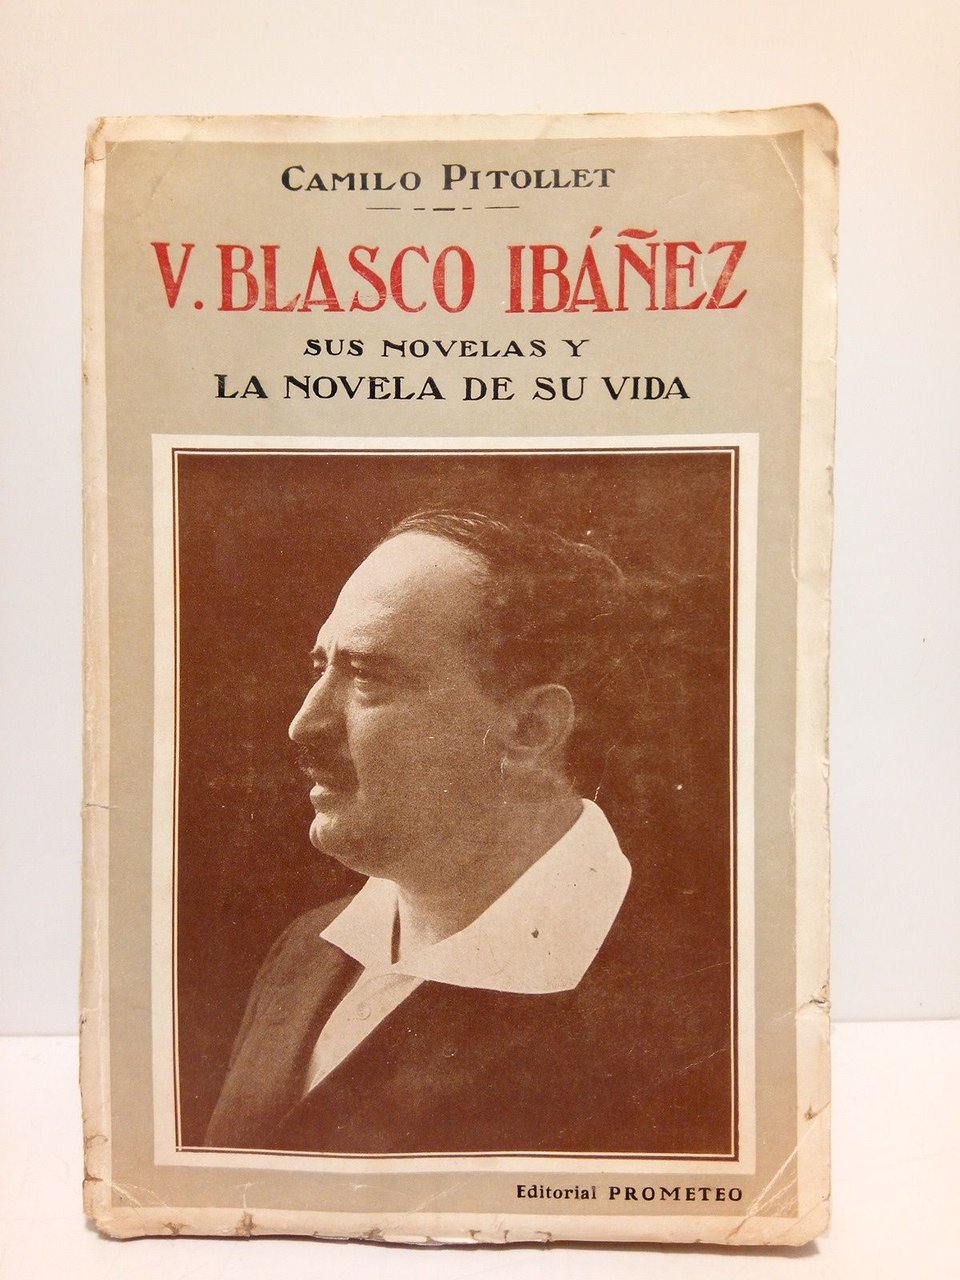 CAMILO PITOLLET
V. BLASCO IBÁÑEZ
SUS NOVELAS Y
LA NOVELA DE SU VIDA
Editorial PROMETEO